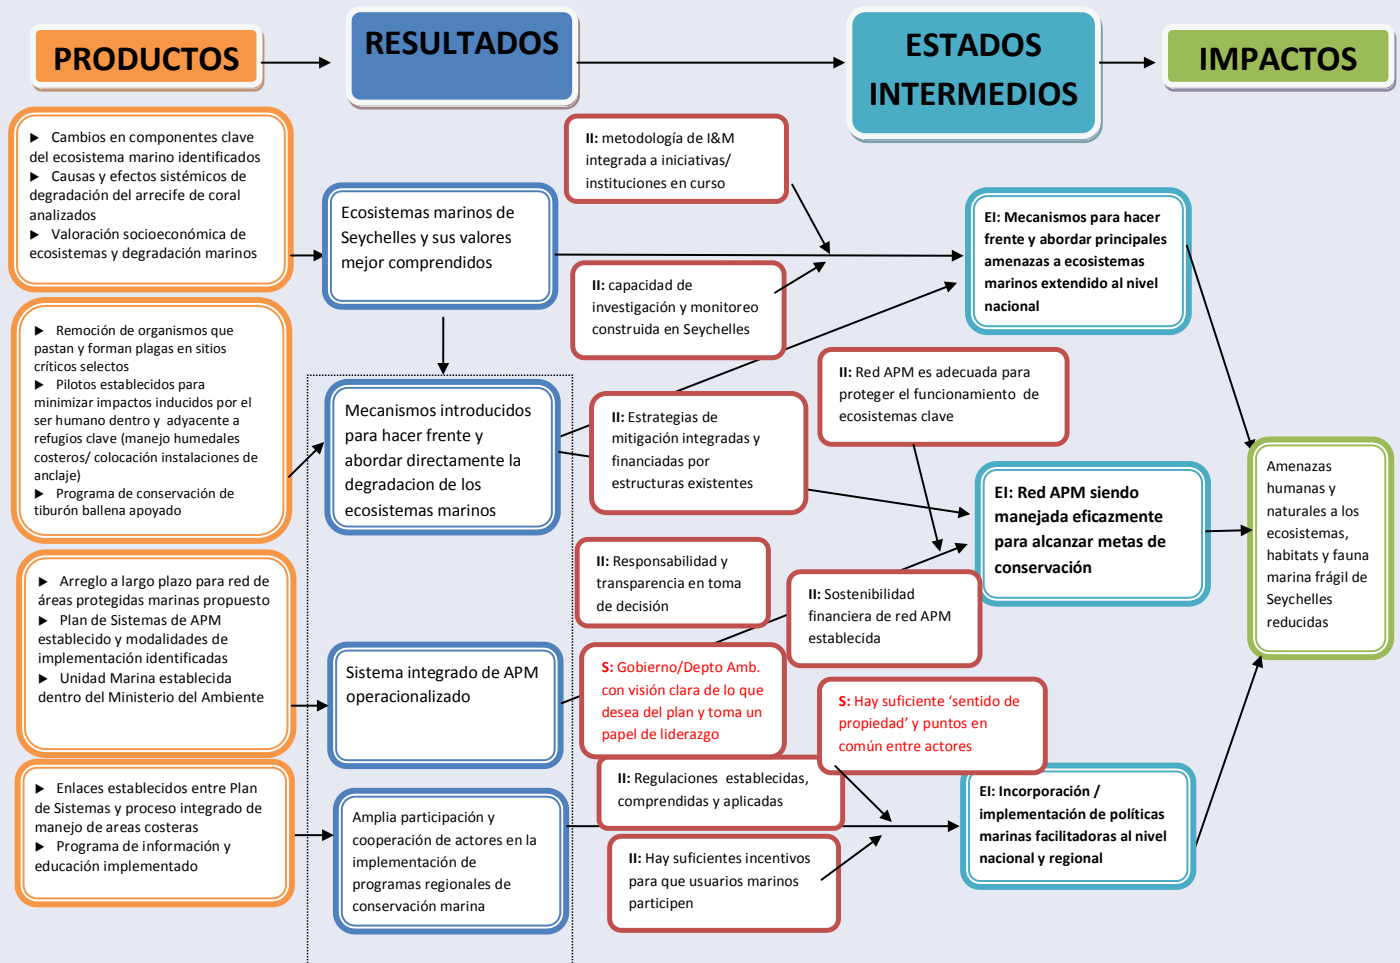 PRODUCTOS
RESULTADOS
ESTADOS
INTERMEDIOS
IMPACTOS
► Cambios en componentes clave
del ecosistema marino identificados
► Causas y efectos sistémicos de
degradación del arrecife de coral
analizados
► Valoración socioeconómica de
ecosistemas y degradación marinos
► Remoción de organismos que
pastan y forman plagas en sitios
críticos selectos
► Pilotos establecidos para
minimizar impactos inducidos por el
ser humano dentro y adyacente a
refugios clave (manejo humedales
costeros/ colocación instalaciones de
anclaje)
► Programa de conservación de
tiburón ballena apoyado
► Arreglo a largo plazo para red de
áreas protegidas marinas propuesto
► Plan de Sistemas de APM
establecido y modalidades de
implementación identificadas
► Unidad Marina establecida
dentro del Ministerio del Ambiente
► Enlaces establecidos entre Plan
de Sistemas y proceso integrado de
manejo de areas costeras
► Programa de información y
educación implementado
Ecosistemas marinos de
Seychelles y sus valores
mejor comprendidos
Mecanismos introducidos
para hacer frente y
abordar directamente la
degradacion de los
ecosistemas marinos
Sistema integrado de APM
operacionalizado
Amplia participación y
cooperación de actores en la
implementación de
programas regionales de
conservación marina
II: metodología de I&M
integrada a iniciativas/
instituciones en curso
II: capacidad de
investigación y monitoreo
construida en Seychelles
II: Estrategias de
mitigación integradas y
financiadas por
estructuras existentes
II: Red APM es adecuada para
proteger el funcionamiento de
ecosistemas clave
II: Responsabilidad y
transparencia en toma
de decisión
II: Sostenibilidad
financiera de red APM
establecida
S: Gobierno/Depto Amb.
con visión clara de lo que
desea del plan y toma un
papel de liderazgo
S: Hay suficiente ‘sentido de
propiedad’ y puntos en
común entre actores
II: Regulaciones establecidas,
comprendidas y aplicadas
II: Hay suficientes incentivos
para que usuarios marinos
participen
EI: Mecanismos para hacer
frente y abordar principales
amenazas a ecosistemas
marinos extendido al nivel
nacional
EI: Red APM siendo
manejada eficazmente
para alcanzar metas de
conservación
EI: Incorporación /
implementación de políticas
marinas facilitadoras al nivel
nacional y regional
Amenazas
humanas y
naturales a los
ecosistemas,
habitats y fauna
marina frágil de
Seychelles
reducidas